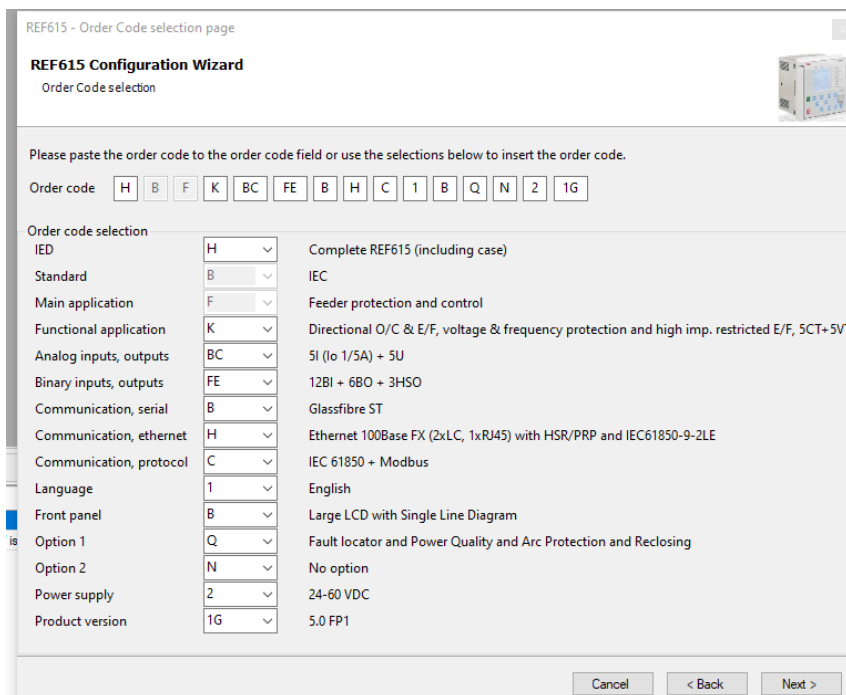 REF615 - Order Code selection page
REF615 Configuration Wizard
Order Code selection
Please paste the order code to the order code field or use the selections below to insert the order code.
Order code H B F K BC FE B H C 1 B Q N 2 1G
Order code selection
IED H Complete REF615 (including case)
Standard B IEC
Main application F Feeder protection and control
Functional application K Directional O/C & E/F, voltage & frequency protection and high imp. restricted E/F, 5CT+5V
Analog inputs, outputs BC 5I (Io 1/5A) + 5U
Binary inputs, outputs FE 12BI + 6BO + 3HSO
Communication, serial B Glassfibre ST
Communication, ethernet H Ethernet 100Base FX (2xLC, 1xRJ45) with HSR/PRP and IEC61850-9-2LE
Communication, protocol C IEC 61850 + Modbus
Language 1 English
Front panel B Large LCD with Single Line Diagram
is
Option 1 Q Fault locator and Power Quality and Arc Protection and Reclosing
Option 2 N No option
Power supply 2 24-60 VDC
Product version 1G 5.0 FP1
Cancel < Back Next >